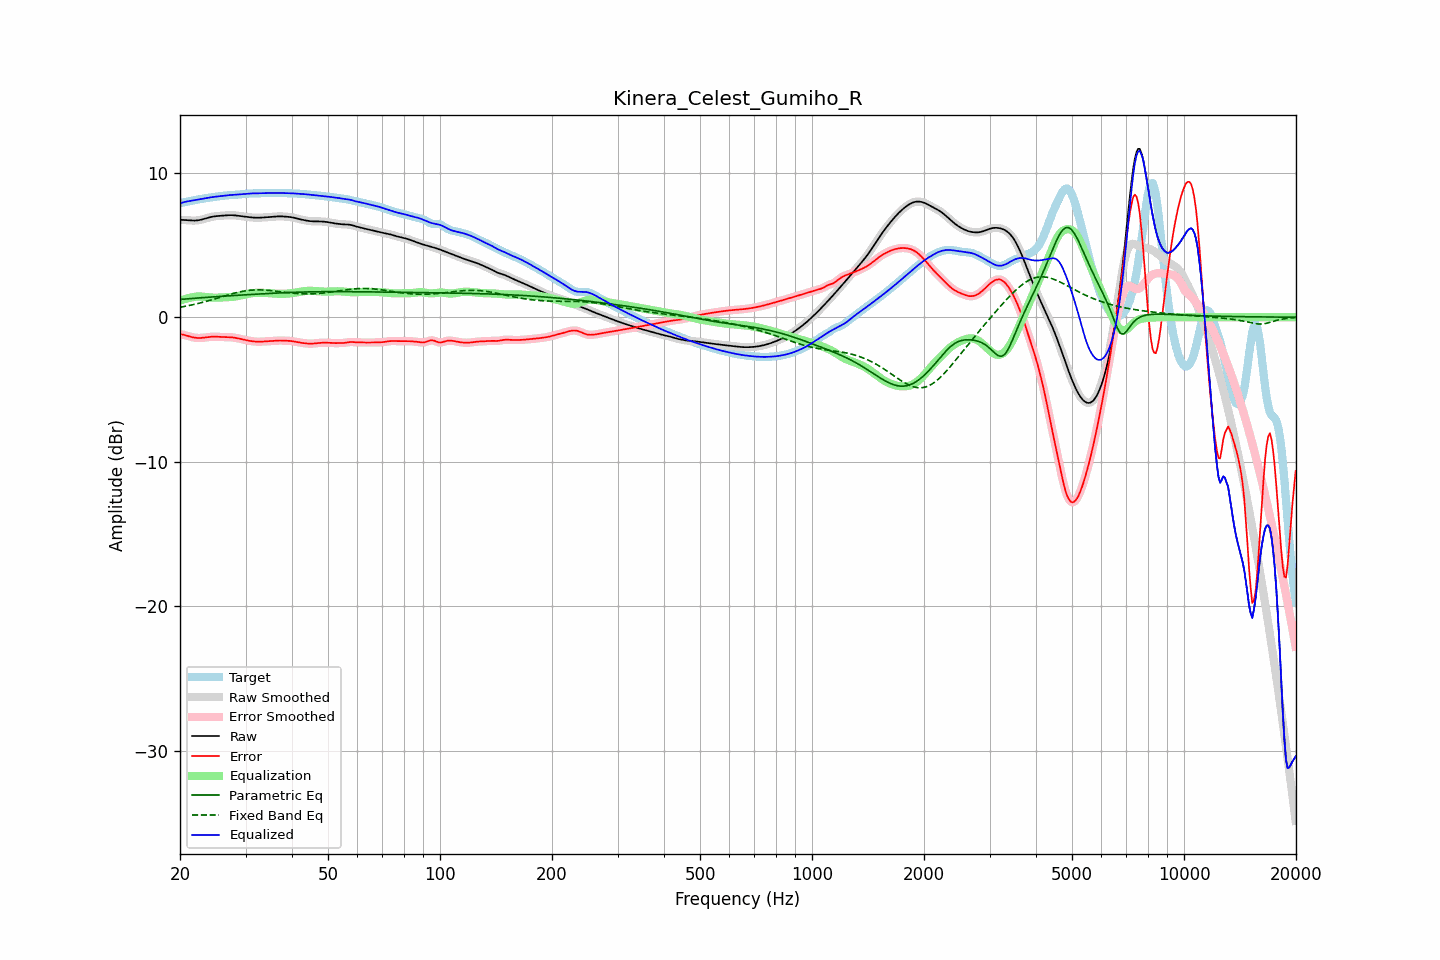 Kinera_Celest_Gumiho_R
Amplitude (dBr)
10
0
−10
−20
−30
Target
Raw Smoothed
Error Smoothed
Raw
Error
Equalization
Parametric Eq
Fixed Band Eq
Equalized
20 50 100 200 500 1000 2000 5000 10000 20000
Frequency (Hz)